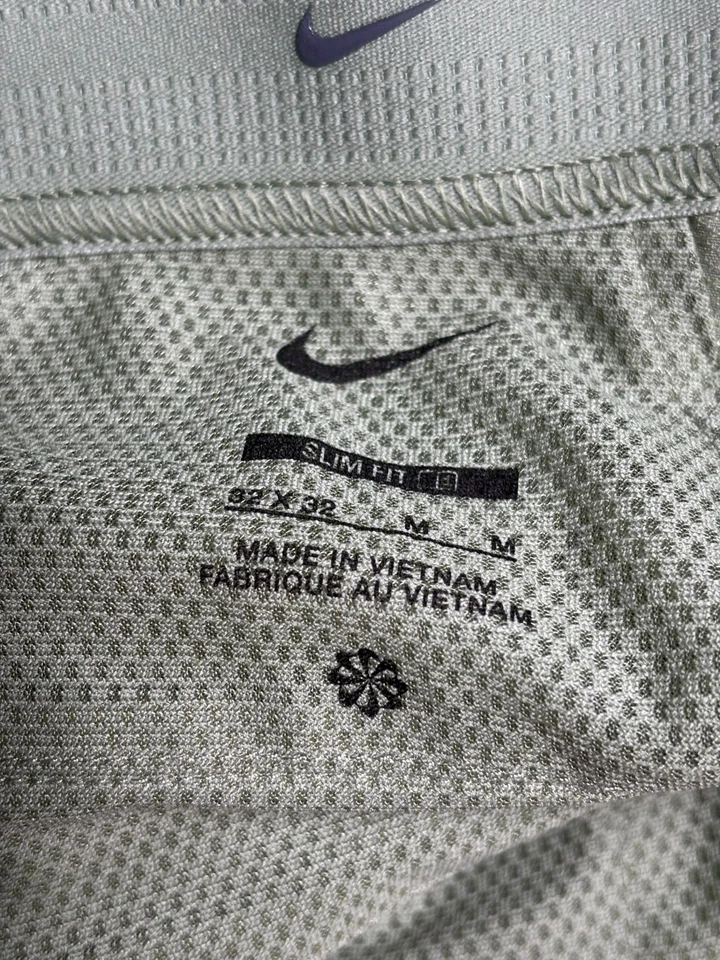 SLIM FIT
32 X 32 M M
MADE IN VIETNAM
FABRIQUE AU VIETNAM